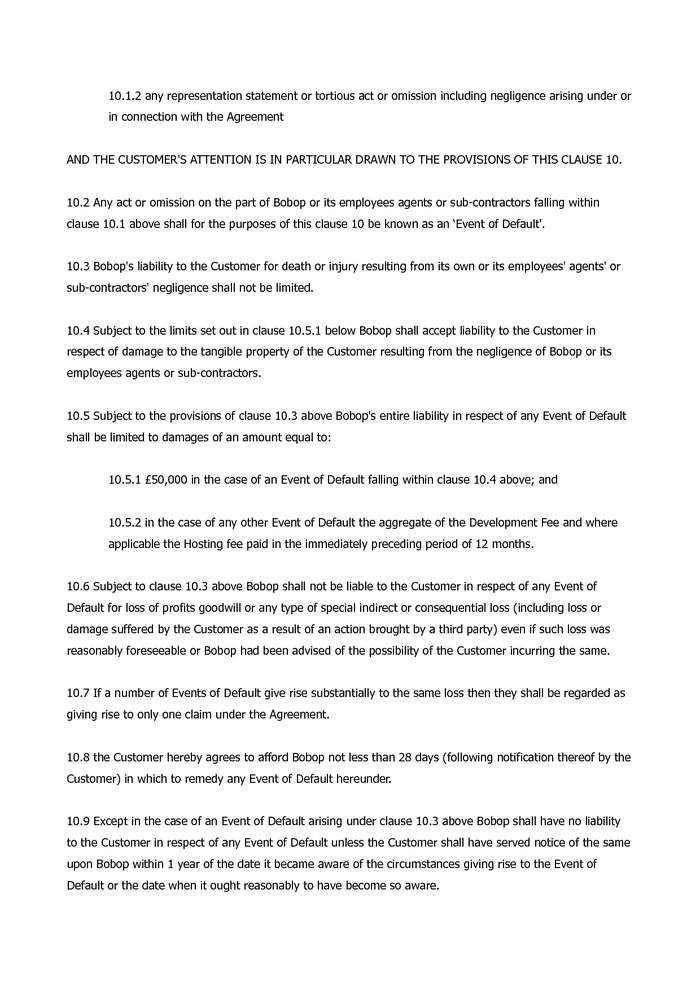 10.1.2 any representation statement or tortious act or omission including negligence arising under or
in connection with the Agreement
AND THE CUSTOMER'S ATTENTION IS IN PARTICULAR DRAWN TO THE PROVISIONS OF THIS CLAUSE 10.
10.2 Any act or omission on the part of Bobop or its employees agents or sub-contractors falling within
clause 10.1 above shall for the purposes of this clause 10 be known as an ‘Event of Default'.
10.3 Bobop's liability to the Customer for death or injury resulting from its own or its employees' agents' or
sub-contractors' negligence shall not be limited.
10.4 Subject to the limits set out in clause 10.5.1 below Bobop shall accept liability to the Customer in
respect of damage to the tangible property of the Customer resulting from the negligence of Bobop or its
employees agents or sub-contractors.
10.5 Subject to the provisions of clause 10.3 above Bobop's entire liability in respect of any Event of Default
shall be limited to damages of an amount equal to:
10.5.1 £50,000 in the case of an Event of Default falling within clause 10.4 above; and
10.5.2 in the case of any other Event of Default the aggregate of the Development Fee and where
applicable the Hosting fee paid in the immediately preceding period of 12 months.
10.6 Subject to clause 10.3 above Bobop shall not be liable to the Customer in respect of any Event of
Default for loss of profits goodwill or any type of special indirect or consequential loss (including loss or
damage suffered by the Customer as a result of an action brought by a third party) even if such loss was
reasonably foreseeable or Bobop had been advised of the possibility of the Customer incurring the same.
10.7 If a number of Events of Default give rise substantially to the same loss then they shall be regarded as
giving rise to only one claim under the Agreement.
10.8 the Customer hereby agrees to afford Bobop not less than 28 days (following notification thereof by the
Customer) in which to remedy any Event of Default hereunder.
10.9 Except in the case of an Event of Default arising under clause 10.3 above Bobop shall have no liability
to the Customer in respect of any Event of Default unless the Customer shall have served notice of the same
upon Bobop within 1 year of the date it became aware of the circumstances giving rise to the Event of
Default or the date when it ought reasonably to have become so aware.